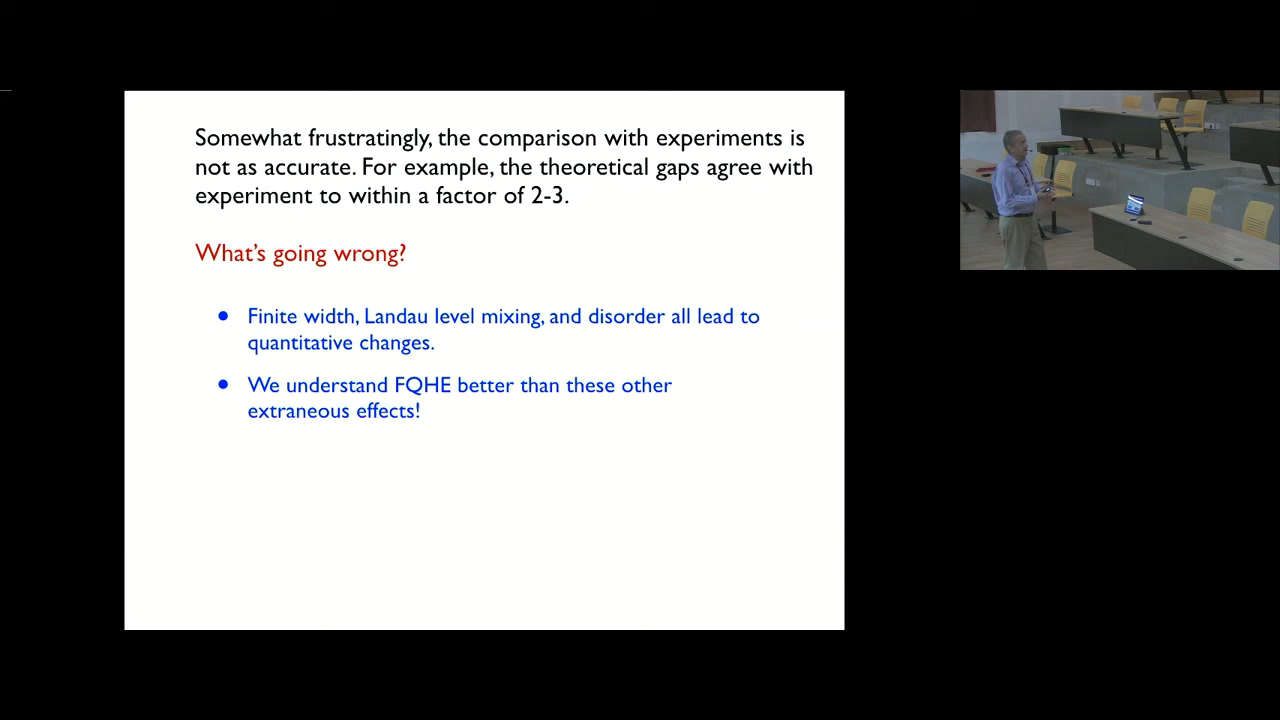 Somewhat frustratingly, the comparison with experiments is
not as accurate. For example, the theoretical gaps agree with
experiment to within a factor of 2-3.
What's going wrong?
● Finite width, Landau level mixing, and disorder all lead to
quantitative changes.
● We understand FQHE better than these other
extraneous effects!